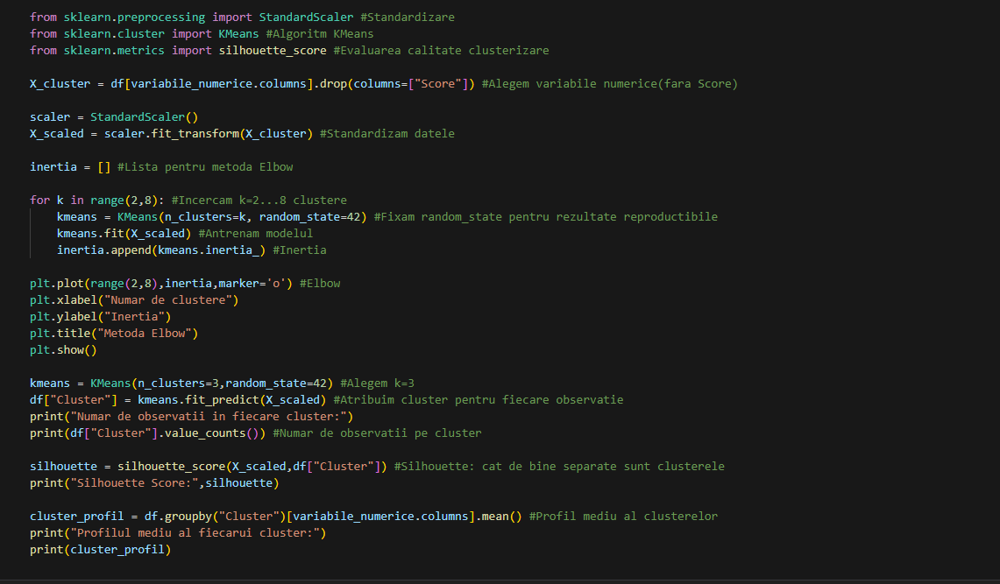 from sklearn.preprocessing import StandardScaler #Standardizare
from sklearn.cluster import KMeans #Algoritm KMeans
from sklearn.metrics import silhouette_score #Evaluarea calitate clusterizare
X_cluster = df[variabile_numerice.columns].drop(columns=["Score"]) #Alegem variabile numerice(fara Score)
scaler = StandardScaler()
X_scaled = scaler.fit_transform(X_cluster) #Standardizam datele
inertia = [] #Lista pentru metoda Elbow
for k in range(2,8): #Incercam k=2...8 clustere
    kmeans = KMeans(n_clusters=k, random_state=42) #Fixam random_state pentru rezultate reproductibile
    kmeans.fit(X_scaled) #Antrenam modelul
    inertia.append(kmeans.inertia_) #Inertia
plt.plot(range(2,8),inertia,marker='o') #Elbow
plt.xlabel("Numar de clustere")
plt.ylabel("Inertia")
plt.title("Metoda Elbow")
plt.show()
kmeans = KMeans(n_clusters=3,random_state=42) #Alegem k=3
df["Cluster"] = kmeans.fit_predict(X_scaled) #Atribuim cluster pentru fiecare observatie
print("Numar de observatii in fiecare cluster:")
print(df["Cluster"].value_counts()) #Numar de observatii pe cluster
silhouette = silhouette_score(X_scaled,df["Cluster"]) #Silhouette: cat de bine separate sunt clusterele
print("Silhouette Score:",silhouette)
cluster_profil = df.groupby("Cluster")[variabile_numerice.columns].mean() #Profil mediu al clusterelor
print("Profilul mediu al fiecarui cluster:")
print(cluster_profil)